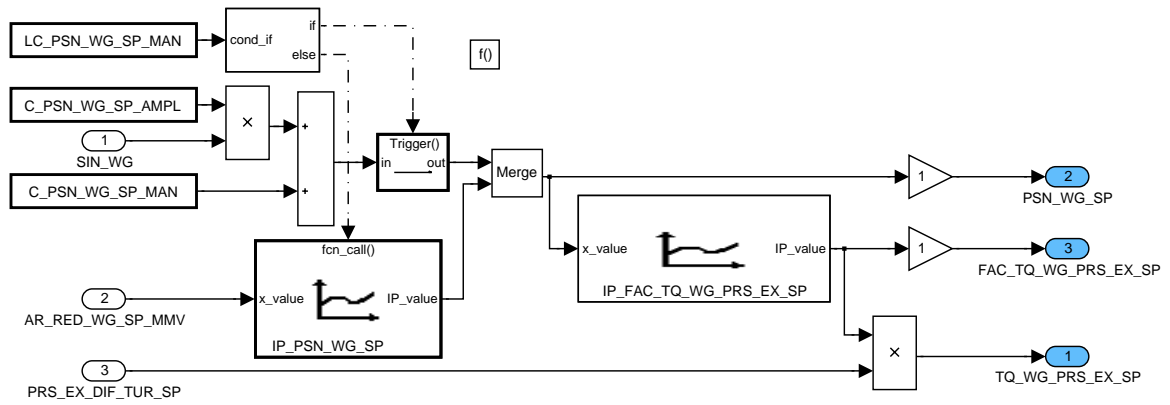 LC_PSN_WG_SP_MAN
cond_if
if
else
f()
C_PSN_WG_SP_AMPL
×
1
SIN_WG
C_PSN_WG_SP_MAN
+
+
Trigger()
in
out
Merge
fcn_call()
x_value
IP_value
IP_PSN_WG_SP
2
AR_RED_WG_SP_MMV
3
PRS_EX_DIF_TUR_SP
x_value
IP_value
IP_FAC_TQ_WG_PRS_EX_SP
1
2
PSN_WG_SP
1
3
FAC_TQ_WG_PRS_EX_SP
×
1
TQ_WG_PRS_EX_SP